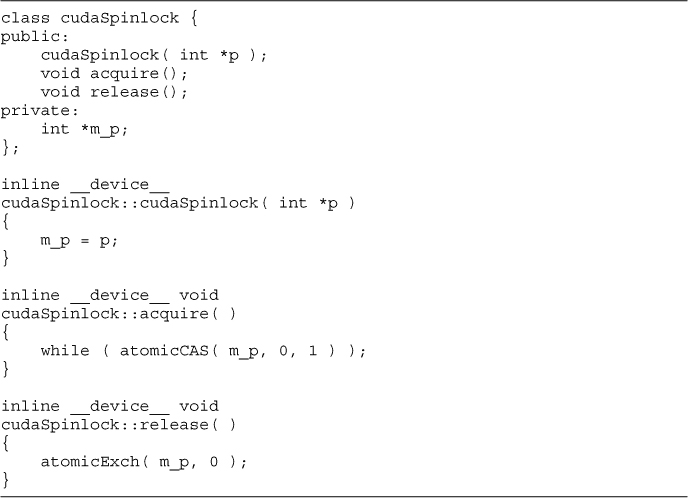 class cudaSpinlock {
public:
    cudaSpinlock( int *p );
    void acquire();
    void release();
private:
    int *m_p;
};

inline __device__
cudaSpinlock::cudaSpinlock( int *p )
{
    m_p = p;
}

inline __device__ void
cudaSpinlock::acquire( )
{
    while ( atomicCAS( m_p, 0, 1 ) );
}

inline __device__ void
cudaSpinlock::release( )
{
    atomicExch( m_p, 0 );
}